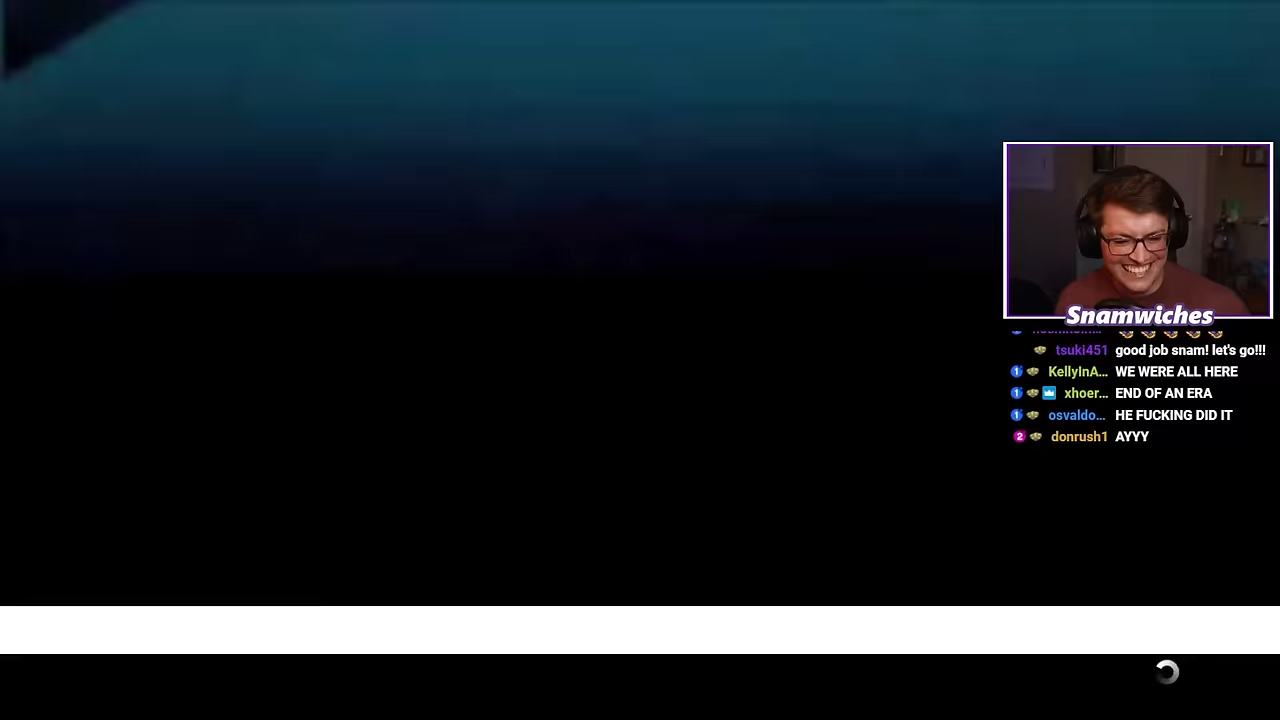 Snamwiches
tsuki451 good job snam! let's go!!!
KellyInA... WE WERE ALL HERE
xhoer... END OF AN ERA
osvaldo... HE FUCKING DID IT
donrush1 AYYY